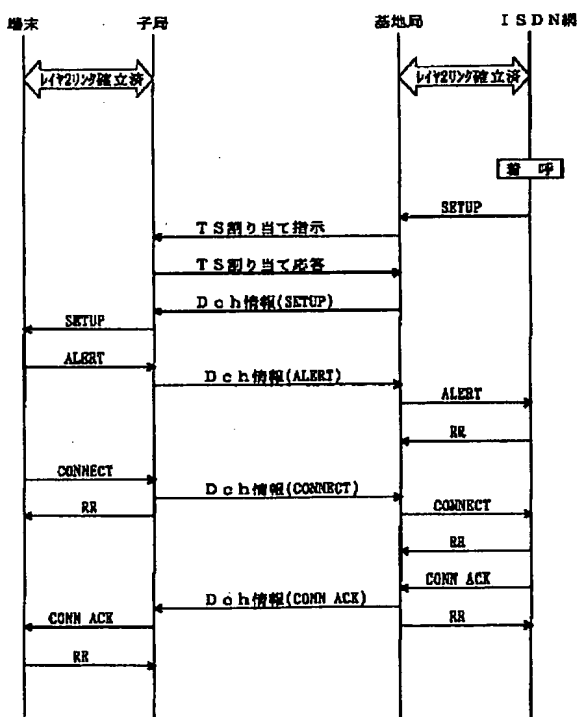 端末 子局 基地局 ISDN網
レイヤ2リンク確立済 レイヤ2リンク確立済
着 呼
SETUP
TS割り当て指示
TS割り当て応答
Dch情報(SETUP)
SETUP
ALERT
Dch情報(ALERT)
ALERT
RR
CONNECT
Dch情報(CONNECT)
RR
CONNECT
RR
CONN ACK
Dch情報(CONN ACK)
CONN ACK
RR
RR